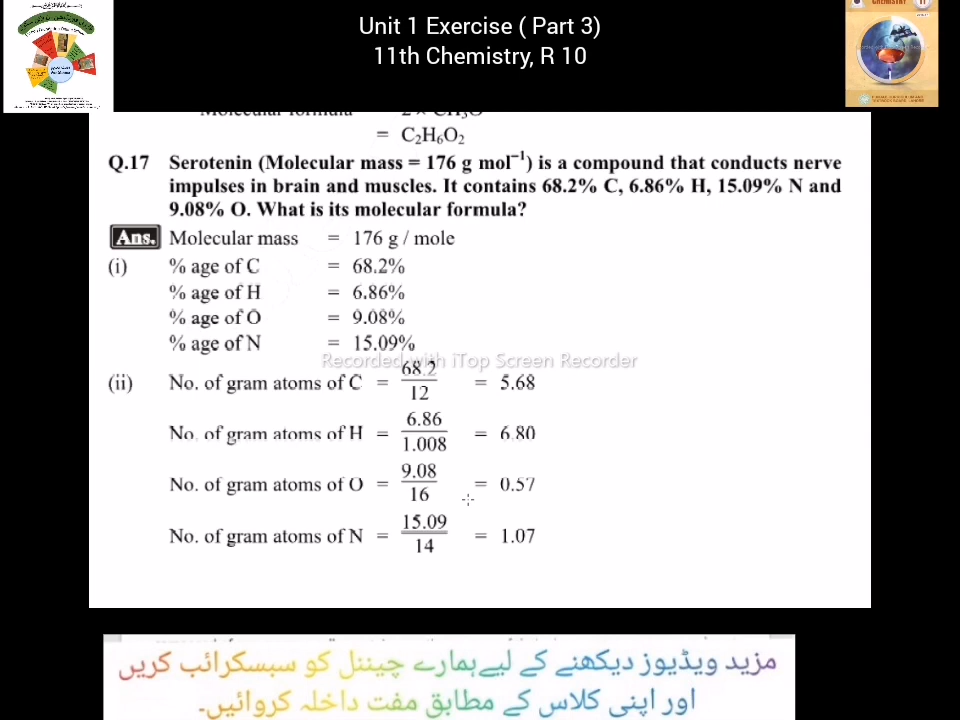 Unit 1 Exercise ( Part 3)
11th Chemistry, R 10
CHEMISTRY 11
= C₂H₆O₂
Q.17 Serotenin (Molecular mass = 176 g mol⁻¹) is a compound that conducts nerve
impulses in brain and muscles. It contains 68.2% C, 6.86% H, 15.09% N and
9.08% O. What is its molecular formula?
Ans. Molecular mass = 176 g / mole
(i) % age of C = 68.2%
% age of H = 6.86%
% age of O = 9.08%
% age of N = 15.09%
Recorded with iTop Screen Recorder
(ii) No. of gram atoms of C = 68.2/12 = 5.68
No. of gram atoms of H = 6.86/1.008 = 6.80
No. of gram atoms of O = 9.08/16 = 0.57
No. of gram atoms of N = 15.09/14 = 1.07
مزید ویڈیوز دیکھنے کے لیے ہمارے چیننل کو سبسکرائب کریں
اور اپنی کلاس کے مطابق مفت داخلہ کروائیں۔